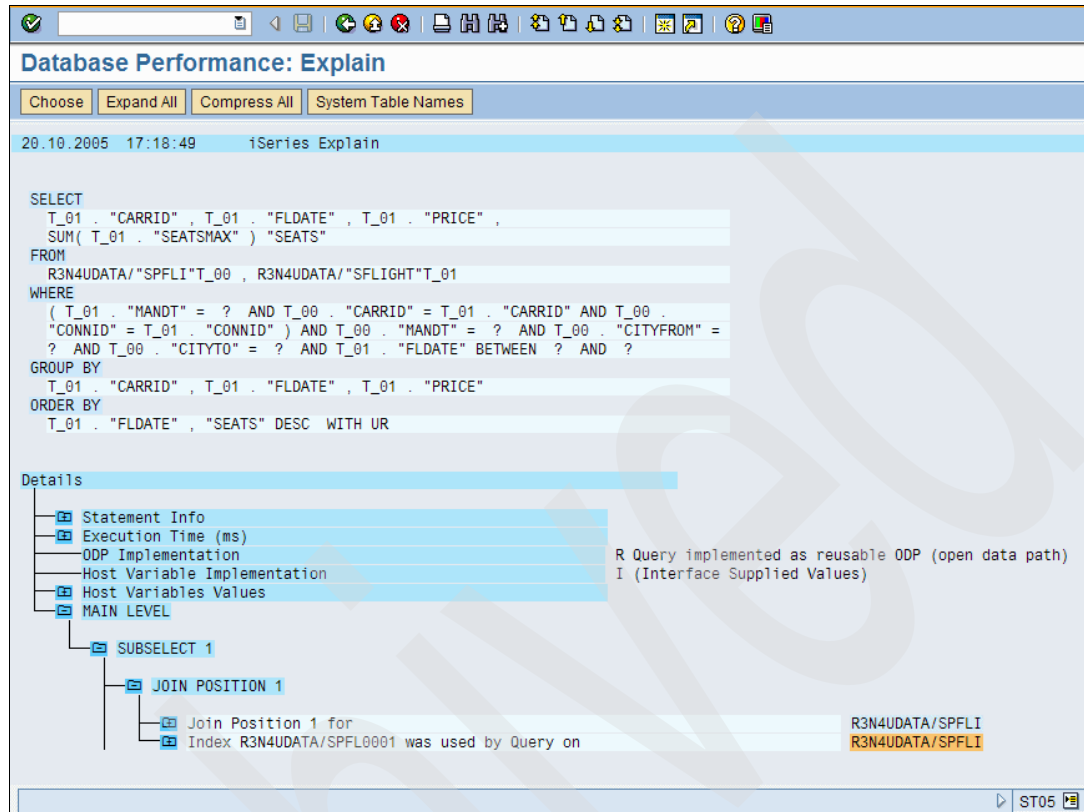 Database Performance: Explain
Choose Expand All Compress All System Table Names
20.10.2005 17:18:49 iSeries Explain
SELECT
T_01 . "CARRID" , T_01 . "FLDATE" , T_01 . "PRICE" ,
SUM( T_01 . "SEATSMAX" ) "SEATS"
FROM
R3N4UDATA/"SPFLI"T_00 , R3N4UDATA/"SFLIGHT"T_01
WHERE
( T_01 . "MANDT" = ? AND T_00 . "CARRID" = T_01 . "CARRID" AND T_00 .
"CONNID" = T_01 . "CONNID" ) AND T_00 . "MANDT" = ? AND T_00 . "CITYFROM" =
? AND T_00 . "CITYTO" = ? AND T_01 . "FLDATE" BETWEEN ? AND ?
GROUP BY
T_01 . "CARRID" , T_01 . "FLDATE" , T_01 . "PRICE"
ORDER BY
T_01 . "FLDATE" , "SEATS" DESC WITH UR
Details
Statement Info
Execution Time (ms)
ODP Implementation R Query implemented as reusable ODP (open data path)
Host Variable Implementation I (Interface Supplied Values)
Host Variables Values
MAIN LEVEL
SUBSELECT 1
JOIN POSITION 1
Join Position 1 for R3N4UDATA/SPFLI
Index R3N4UDATA/SPFL0001 was used by Query on R3N4UDATA/SPFLI
ST05